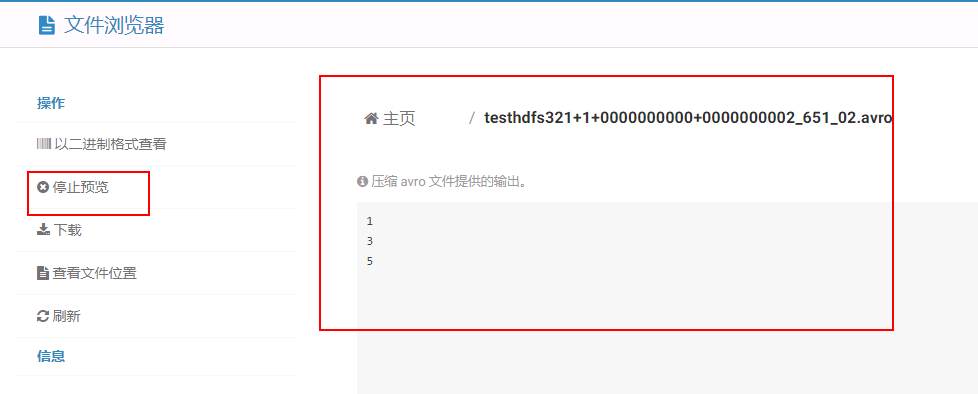 文件浏览器
操作
以二进制格式查看
停止预览
下载
查看文件位置
刷新
信息
主页 / testhdfs321+1+0000000000+0000000002_651_02.avro
压缩 avro 文件提供的输出。
1
3
5